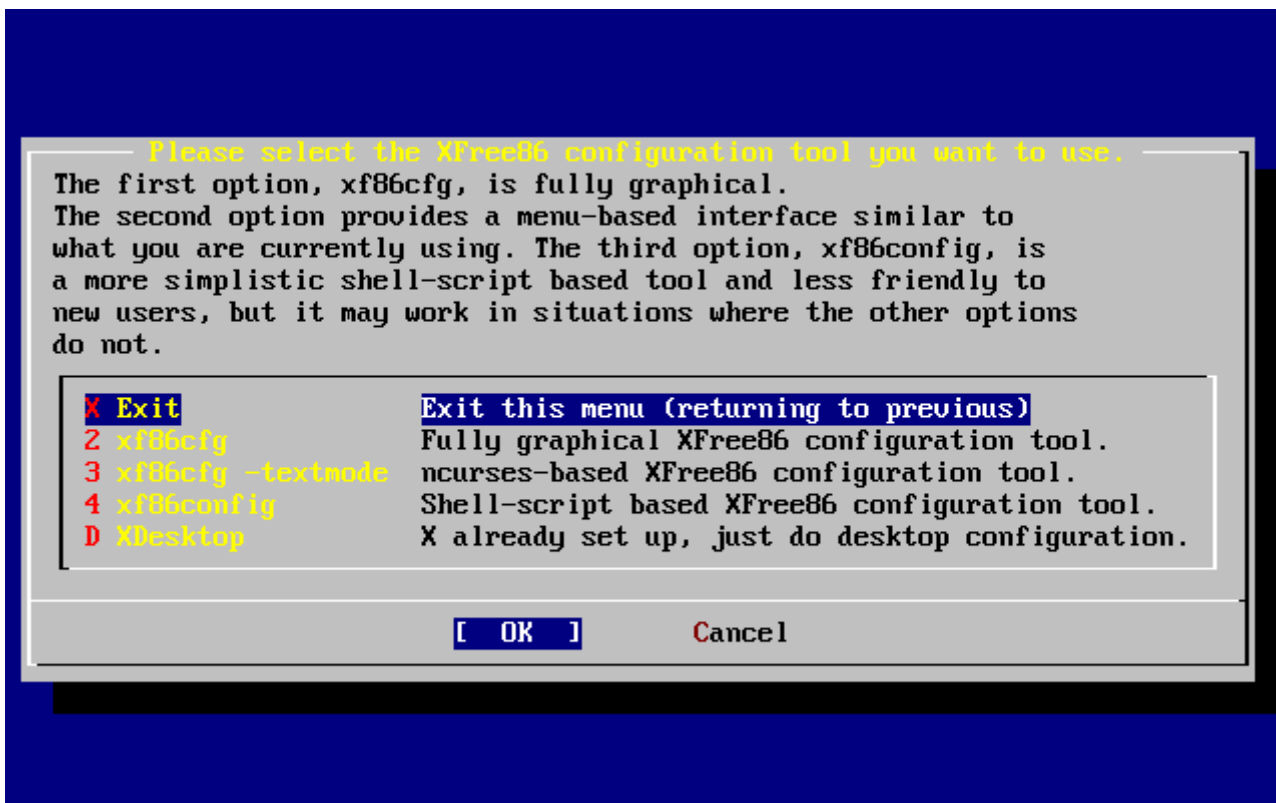 Please select the XFree86 configuration tool you want to use.
The first option, xf86cfg, is fully graphical.
The second option provides a menu-based interface similar to
what you are currently using. The third option, xf86config, is
a more simplistic shell-script based tool and less friendly to
new users, but it may work in situations where the other options
do not.
X Exit Exit this menu (returning to previous)
2 xf86cfg Fully graphical XFree86 configuration tool.
3 xf86cfg -textmode ncurses-based XFree86 configuration tool.
4 xf86config Shell-script based XFree86 configuration tool.
D XDesktop X already set up, just do desktop configuration.
[ OK ] Cancel